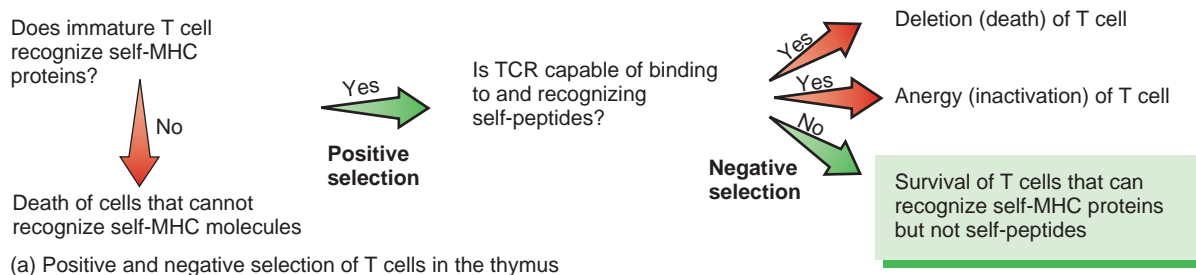 Does immature T cell
recognize self-MHC
proteins?
No
Death of cells that cannot
recognize self-MHC molecules
Yes
Positive
selection
Is TCR capable of binding
to and recognizing
self-peptides?
Negative
selection
Yes
Deletion (death) of T cell
Yes
Anergy (inactivation) of T cell
No
Survival of T cells that can
recognize self-MHC proteins
but not self-peptides
(a) Positive and negative selection of T cells in the thymus